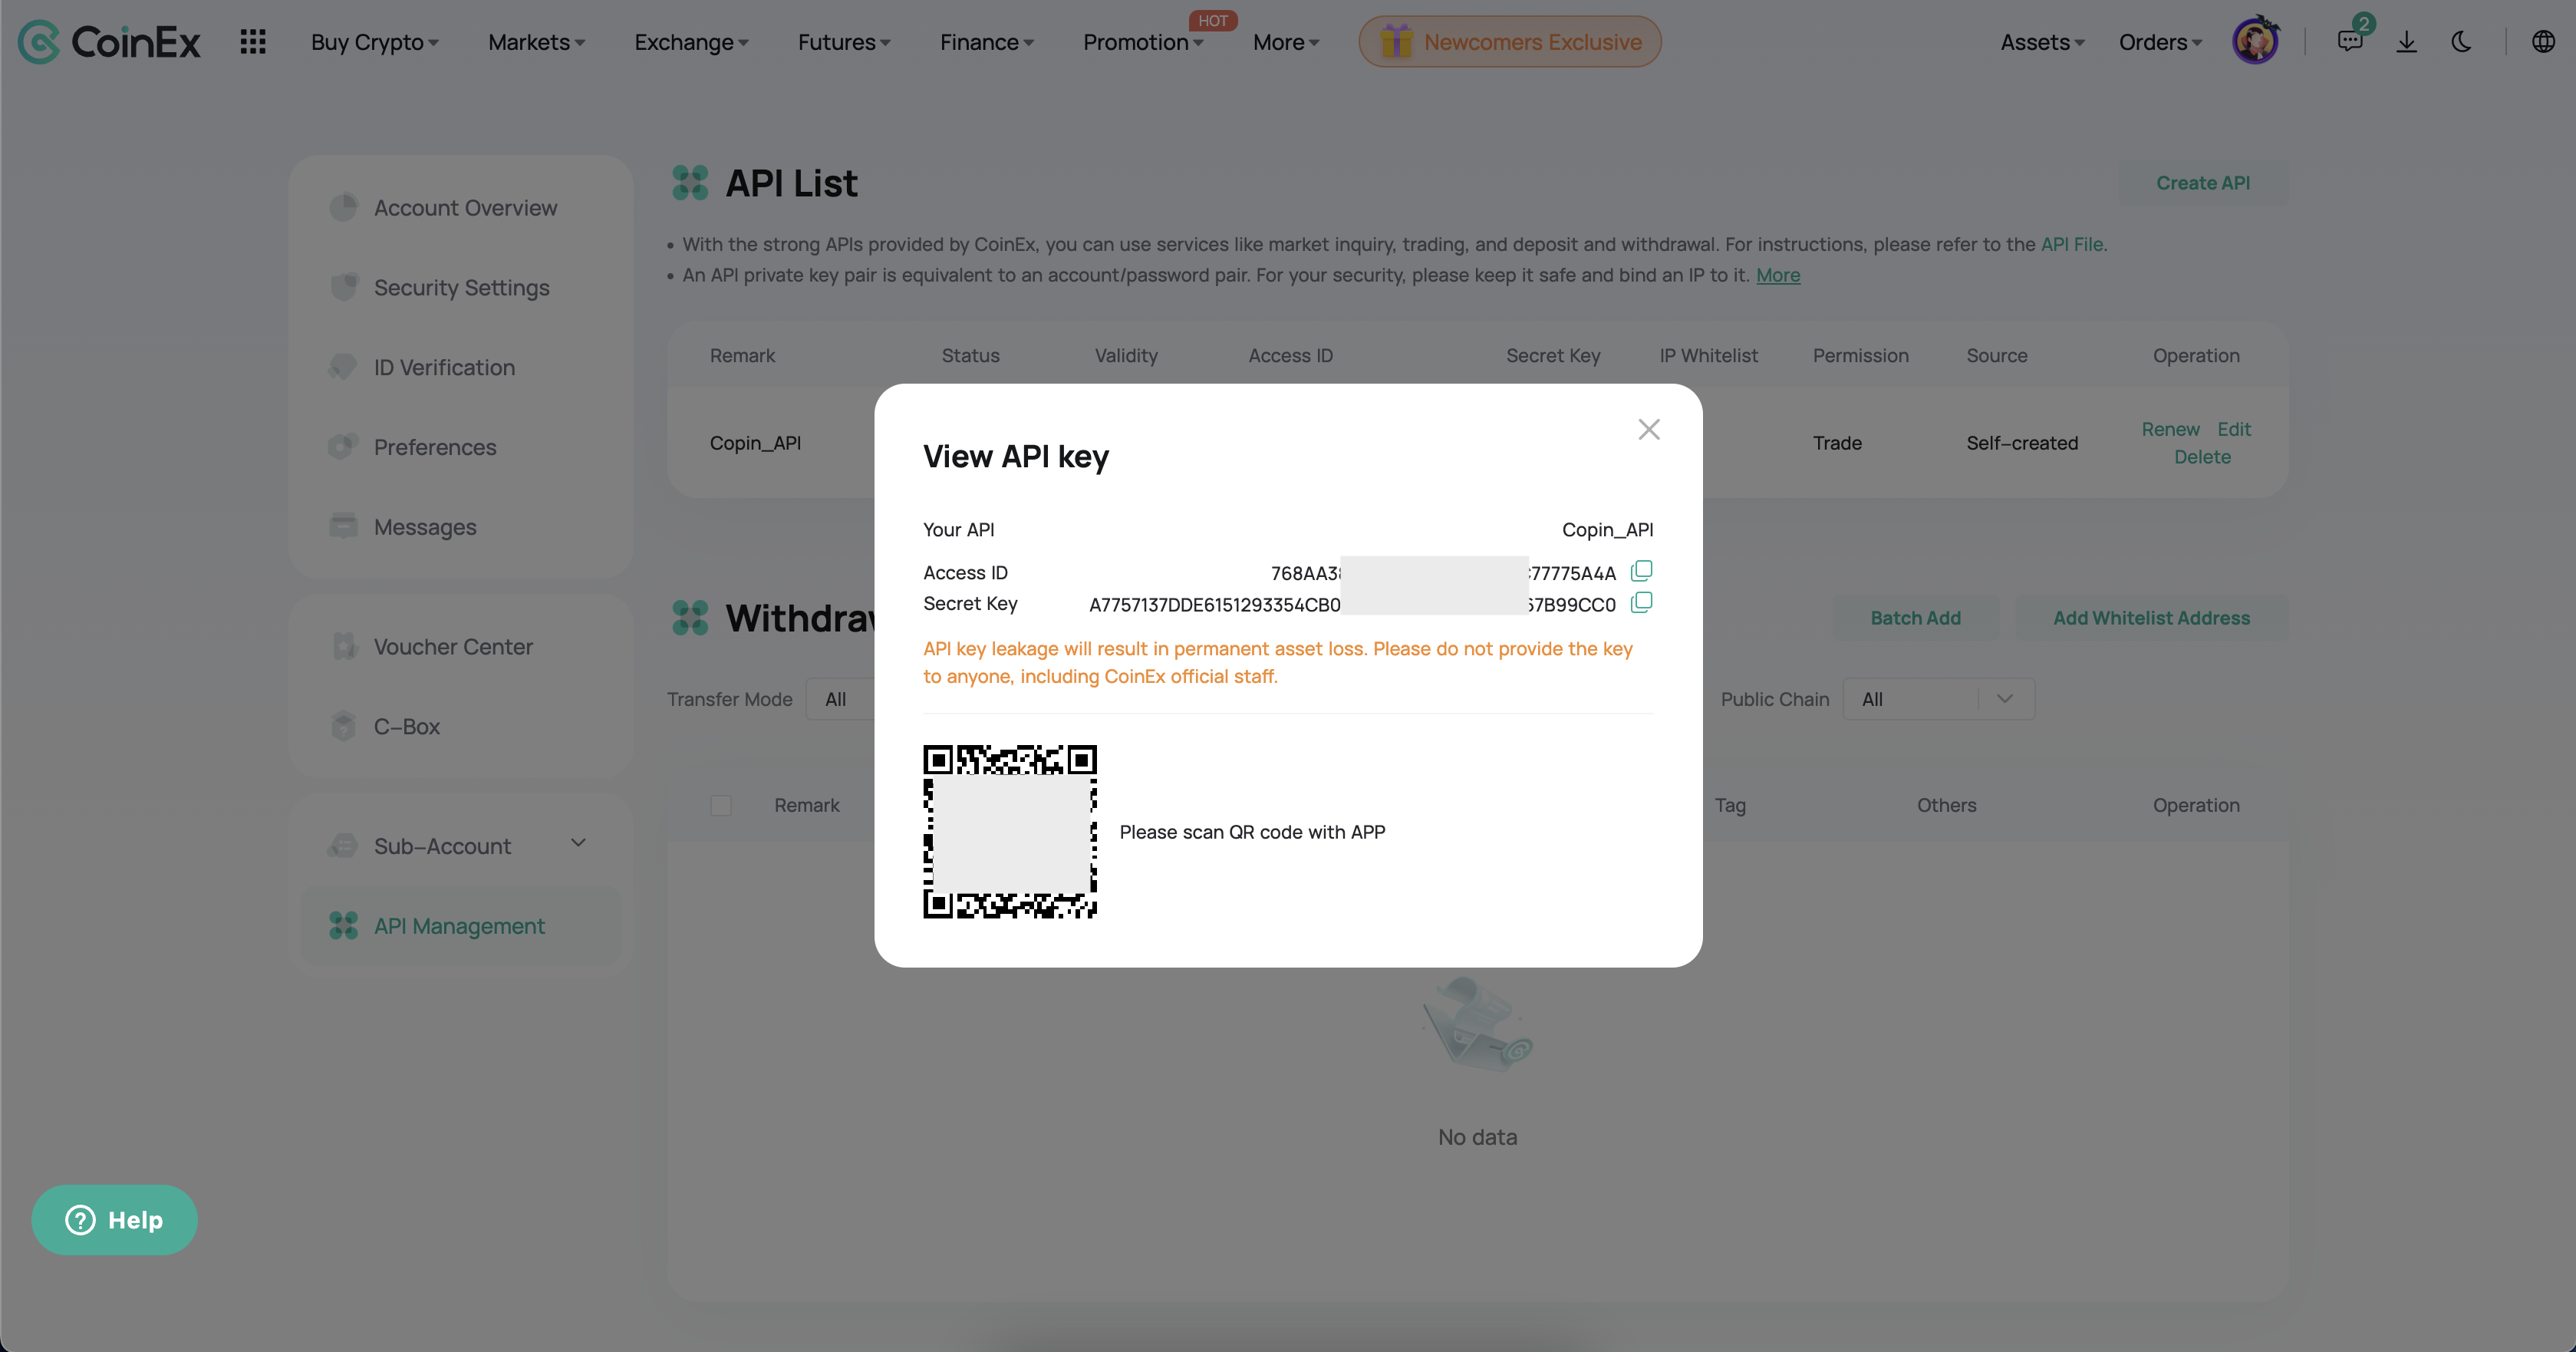 CoinEx
Buy Crypto
Markets
Exchange
Futures
Finance
Promotion
HOT
More
Newcomers Exclusive
Assets
Orders
2
Account Overview
Security Settings
ID Verification
Preferences
Messages
Voucher Center
C-Box
Sub-Account
API Management
Help
API List
Create API
• With the strong APIs provided by CoinEx, you can use services like market inquiry, trading, and deposit and withdrawal. For instructions, please refer to the API File.
• An API private key pair is equivalent to an account/password pair. For your security, please keep it safe and bind an IP to it. More
Remark Status Validity Access ID Secret Key IP Whitelist Permission Source Operation
Copin_API Trade Self-created Renew Edit
Delete
View API key
Your API Copin_API
Access ID 768AA3 77775A4A
Secret Key A7757137DDE6151293354CB0 67B99CC0
API key leakage will result in permanent asset loss. Please do not provide the key
to anyone, including CoinEx official staff.
Please scan QR code with APP
Batch Add
Add Whitelist Address
Transfer Mode All
Public Chain All
Remark Tag Others Operation
No data